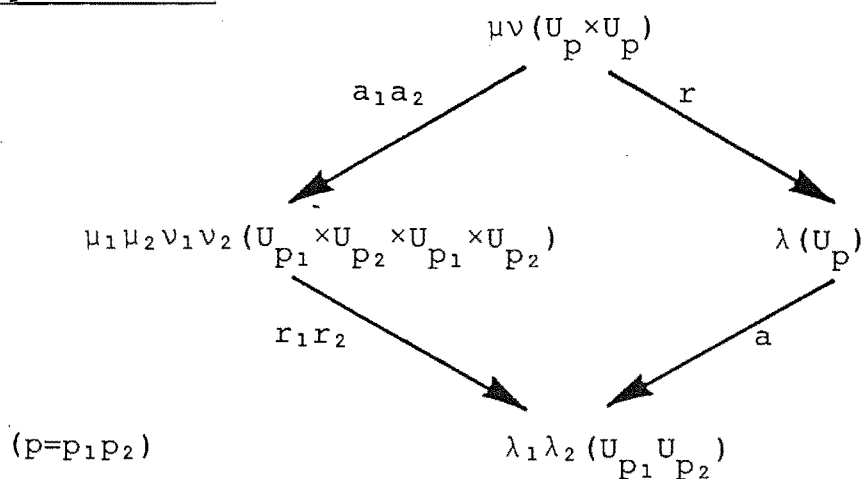 μν(U_p×U_p)
a₁a₂ r
μ₁μ₂ν₁ν₂(U_p₁×U_p₂×U_p₁×U_p₂) λ(U_p)
r₁r₂ a
(p=p₁p₂) λ₁λ₂(U_p₁U_p₂)